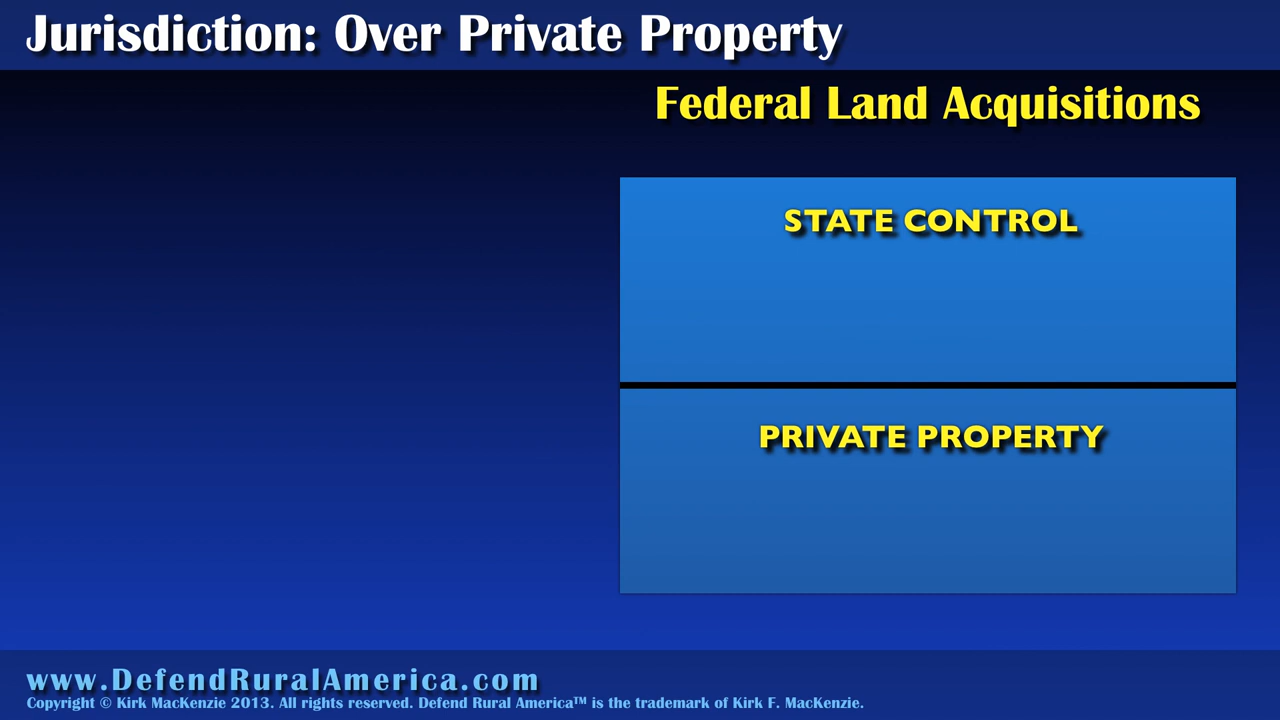 Jurisdiction: Over Private Property
Federal Land Acquisitions
STATE CONTROL
PRIVATE PROPERTY
www.DefendRuralAmerica.com
Copyright © Kirk MacKenzie 2013. All rights reserved. Defend Rural America™ is the trademark of Kirk F. MacKenzie.